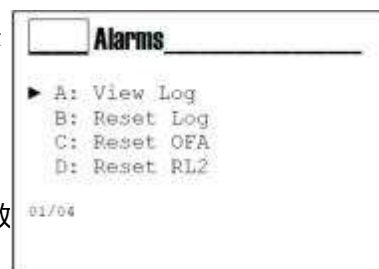 Alarms
► A: View Log
B: Reset Log
C: Reset OFA
D: Reset RL2
01/04